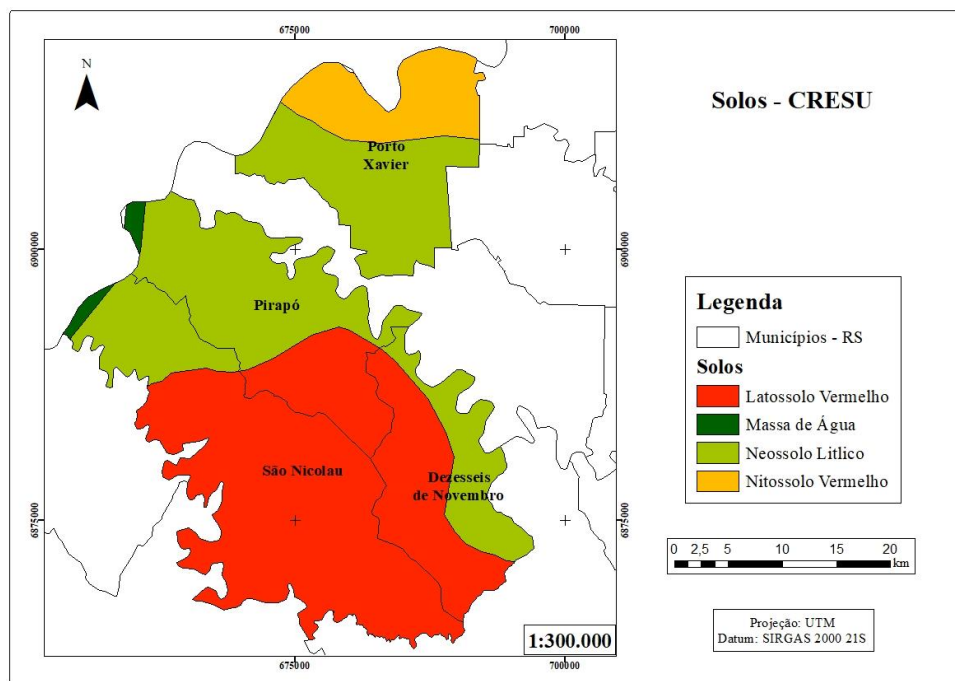 675000
700000
N
Solos - CRESU
Porto
Xavier
690000
690000
Pirapó
Legenda
Municípios - RS
Solos
Latossolo Vermelho
Massa de Água
Neossolo Litlico
Nitossolo Vermelho
São Nicolau
Dezesseis
de Novembro
6875000
6875000
0 2,5 5 10 15 20
km
Projeção: UTM
Datum: SIRGAS 2000 21S
1:300.000
675000
700000